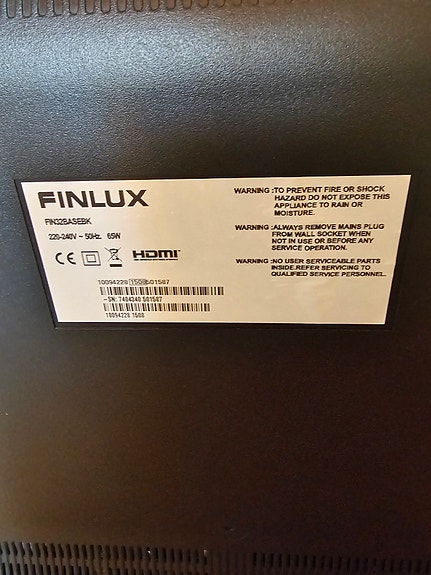 FINLUX
FIN32BASEBK
220-240V ~ 50Hz. 65W
CE HDMI
10094228 1508 501587
-SN: 7404340 501587
10094228 1508
WARNING :TO PREVENT FIRE OR SHOCK
HAZARD DO NOT EXPOSE THIS
APPLIANCE TO RAIN OR
MOISTURE.
WARNING :ALWAYS REMOVE MAINS PLUG
FROM WALL SOCKET WHEN
NOT IN USE OR BEFORE ANY
SERVICE OPERATION.
WARNING :NO USER SERVICEABLE PARTS
INSIDE.REFER SERVICING TO
QUALIFIED SERVICE PERSONNEL.